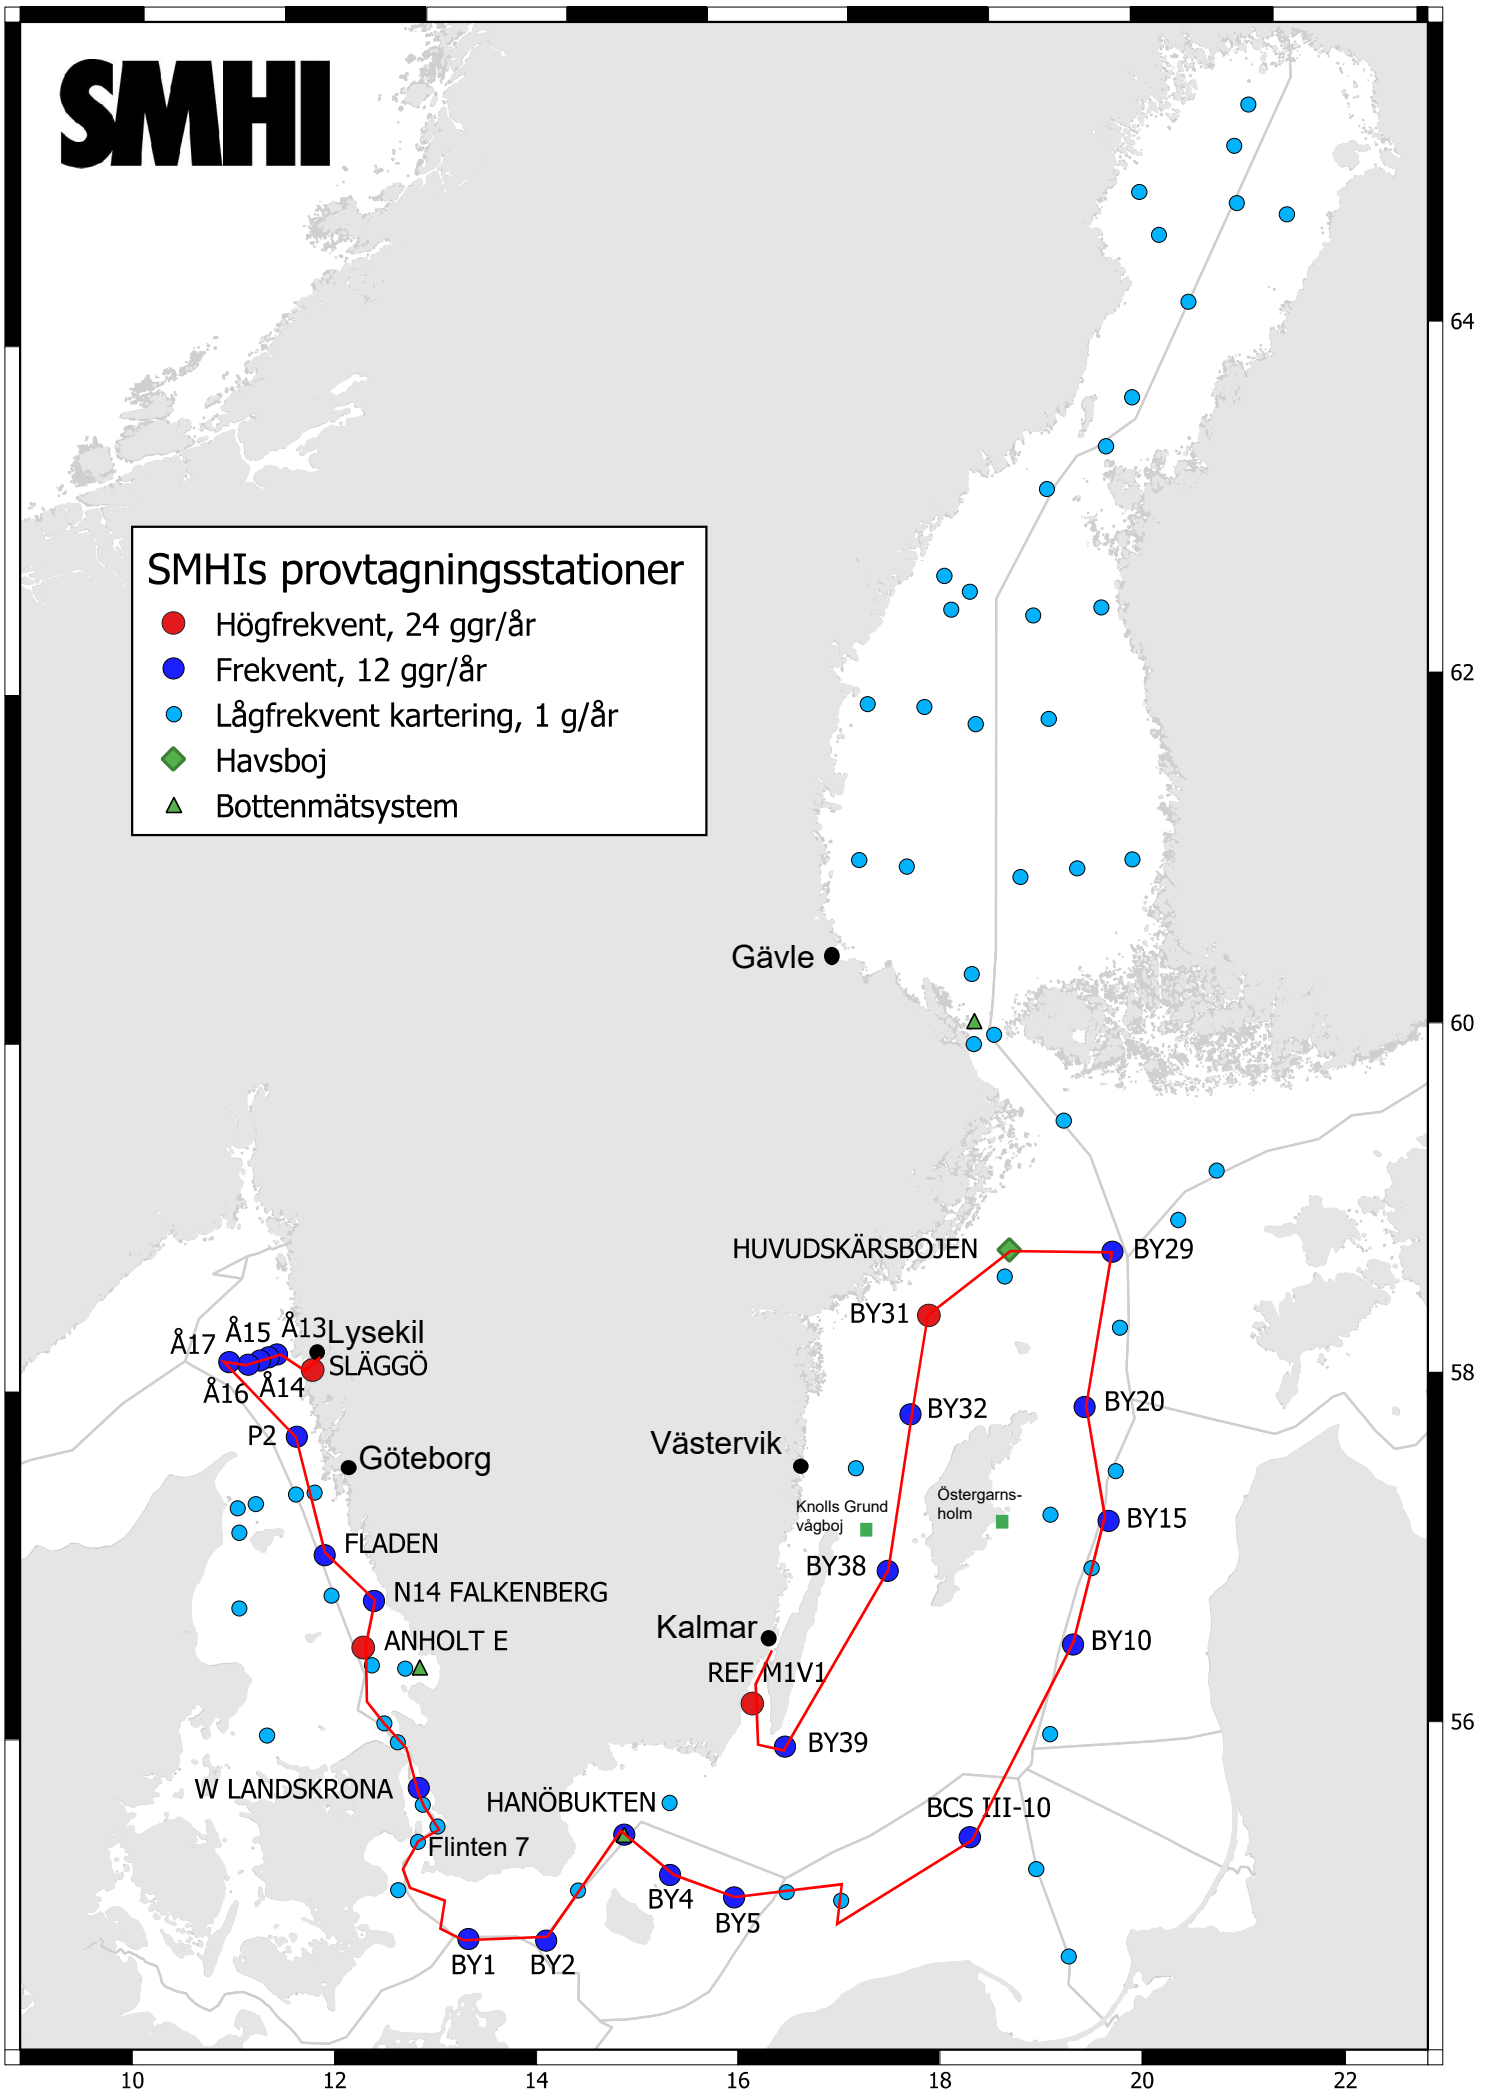 SMHI
64
SMHIs provtagningsstationer
Högfrekvent, 24 ggr/år
Frekvent, 12 ggr/år
62
Lågfrekvent kartering, 1 g/år
Havsboj
Bottenmätsystem
Gävle
60
HUVUDSKÄRSBOJEN
BY29
BY31
Å17
Å15
Å13
Lysekil
SLÄGGÖ
58
Å16
Å14
BY32
BY20
P2
Göteborg
Västervik
Knolls Grund
vågboj
Östergarns-
holm
BY15
FLADEN
BY38
N14 FALKENBERG
Kalmar
ANHOLT E
BY10
REF M1V1
56
BY39
W LANDSKRONA
HANÖBUKTEN
BCS III-10
Flinten 7
BY4
BY5
BY1
BY2
10
12
14
16
18
20
22